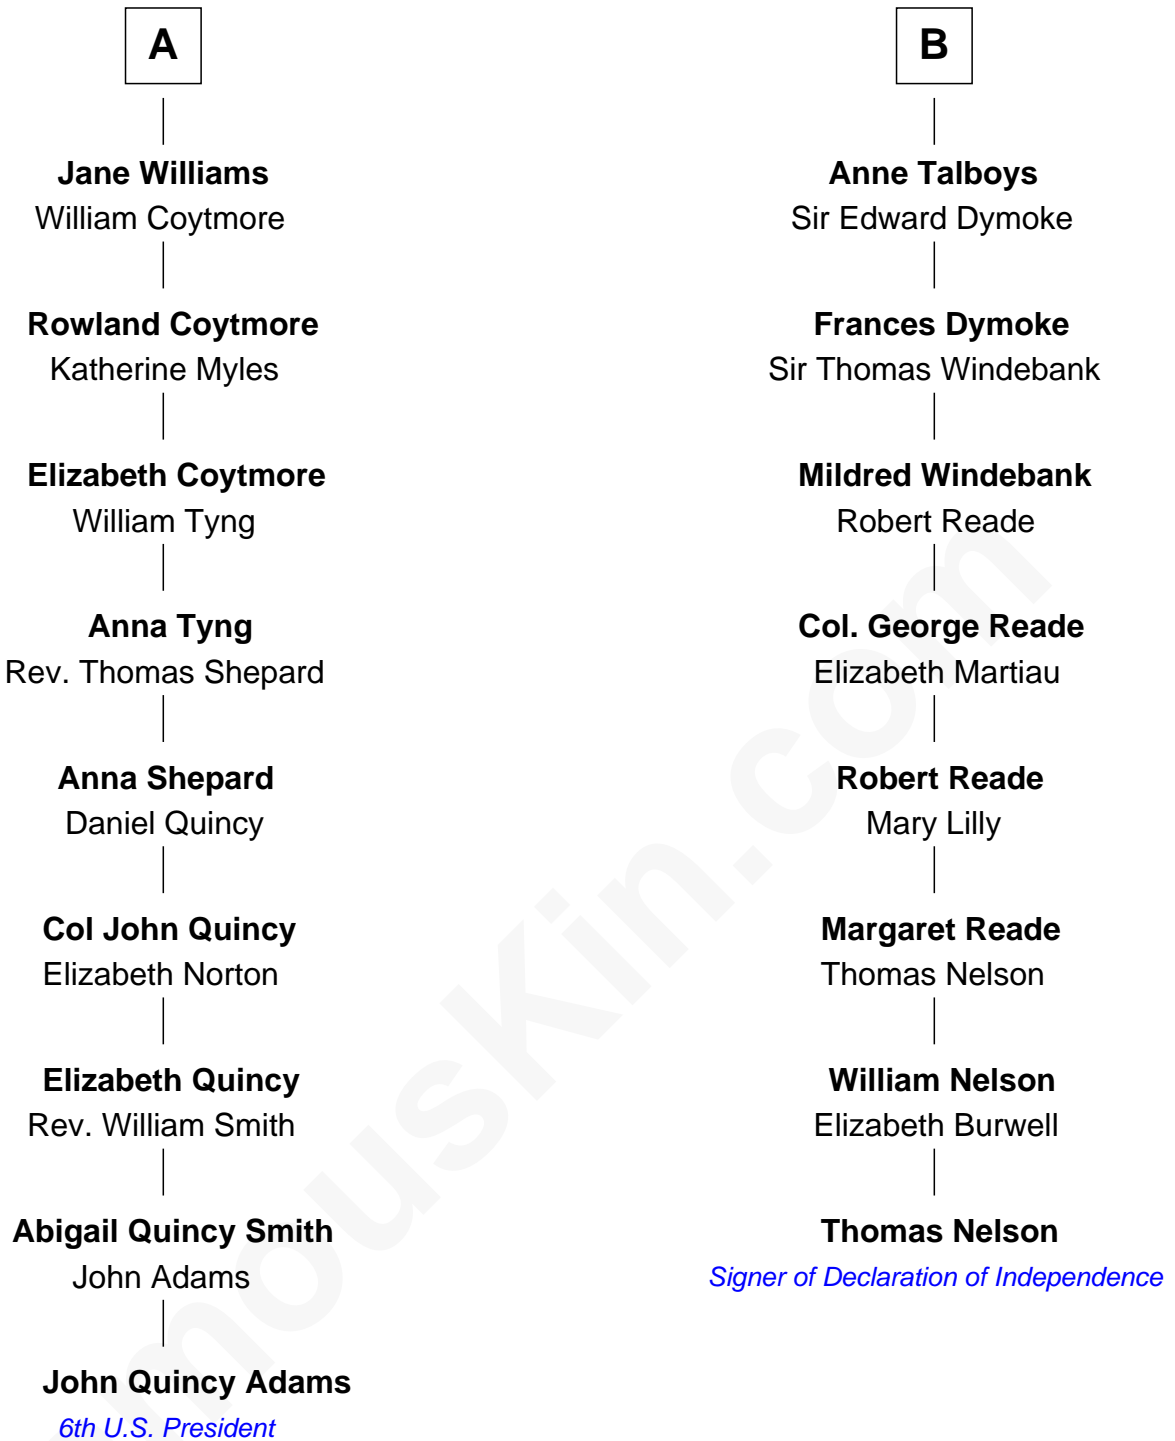 A
Jane Williams
William Coytmore
Rowland Coytmore
Katherine Myles
Elizabeth Coytmore
William Tyng
Anna Tyng
Rev. Thomas Shepard
Anna Shepard
Daniel Quincy
Col John Quincy
Elizabeth Norton
Elizabeth Quincy
Rev. William Smith
Abigail Quincy Smith
John Adams
John Quincy Adams
6th U.S. President
B
Anne Talboys
Sir Edward Dymoke
Frances Dymoke
Sir Thomas Windebank
Mildred Windebank
Robert Reade
Col. George Reade
Elizabeth Martiau
Robert Reade
Mary Lilly
Margaret Reade
Thomas Nelson
William Nelson
Elizabeth Burwell
Thomas Nelson
Signer of Declaration of Independence
mousKin.com